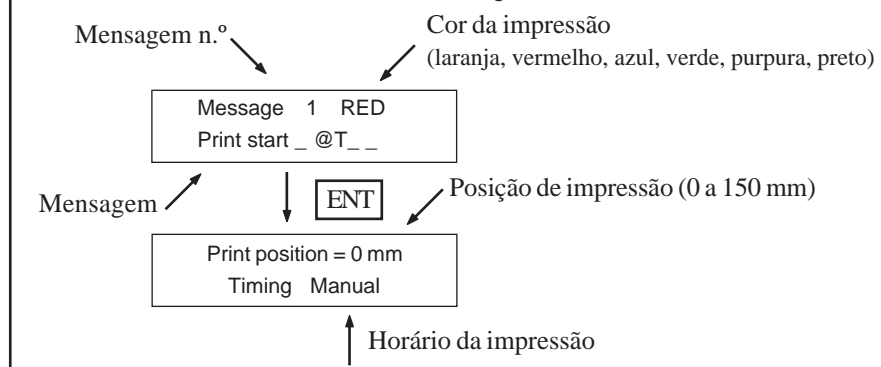 Mensagem n.º
Cor da impressão
(laranja, vermelho, azul, verde, purpura, preto)
Message 1 RED
Print start _ @T_ _
Mensagem
ENT
Posição de impressão (0 a 150 mm)
Print position = 0 mm
Timing Manual
Horário da impressão